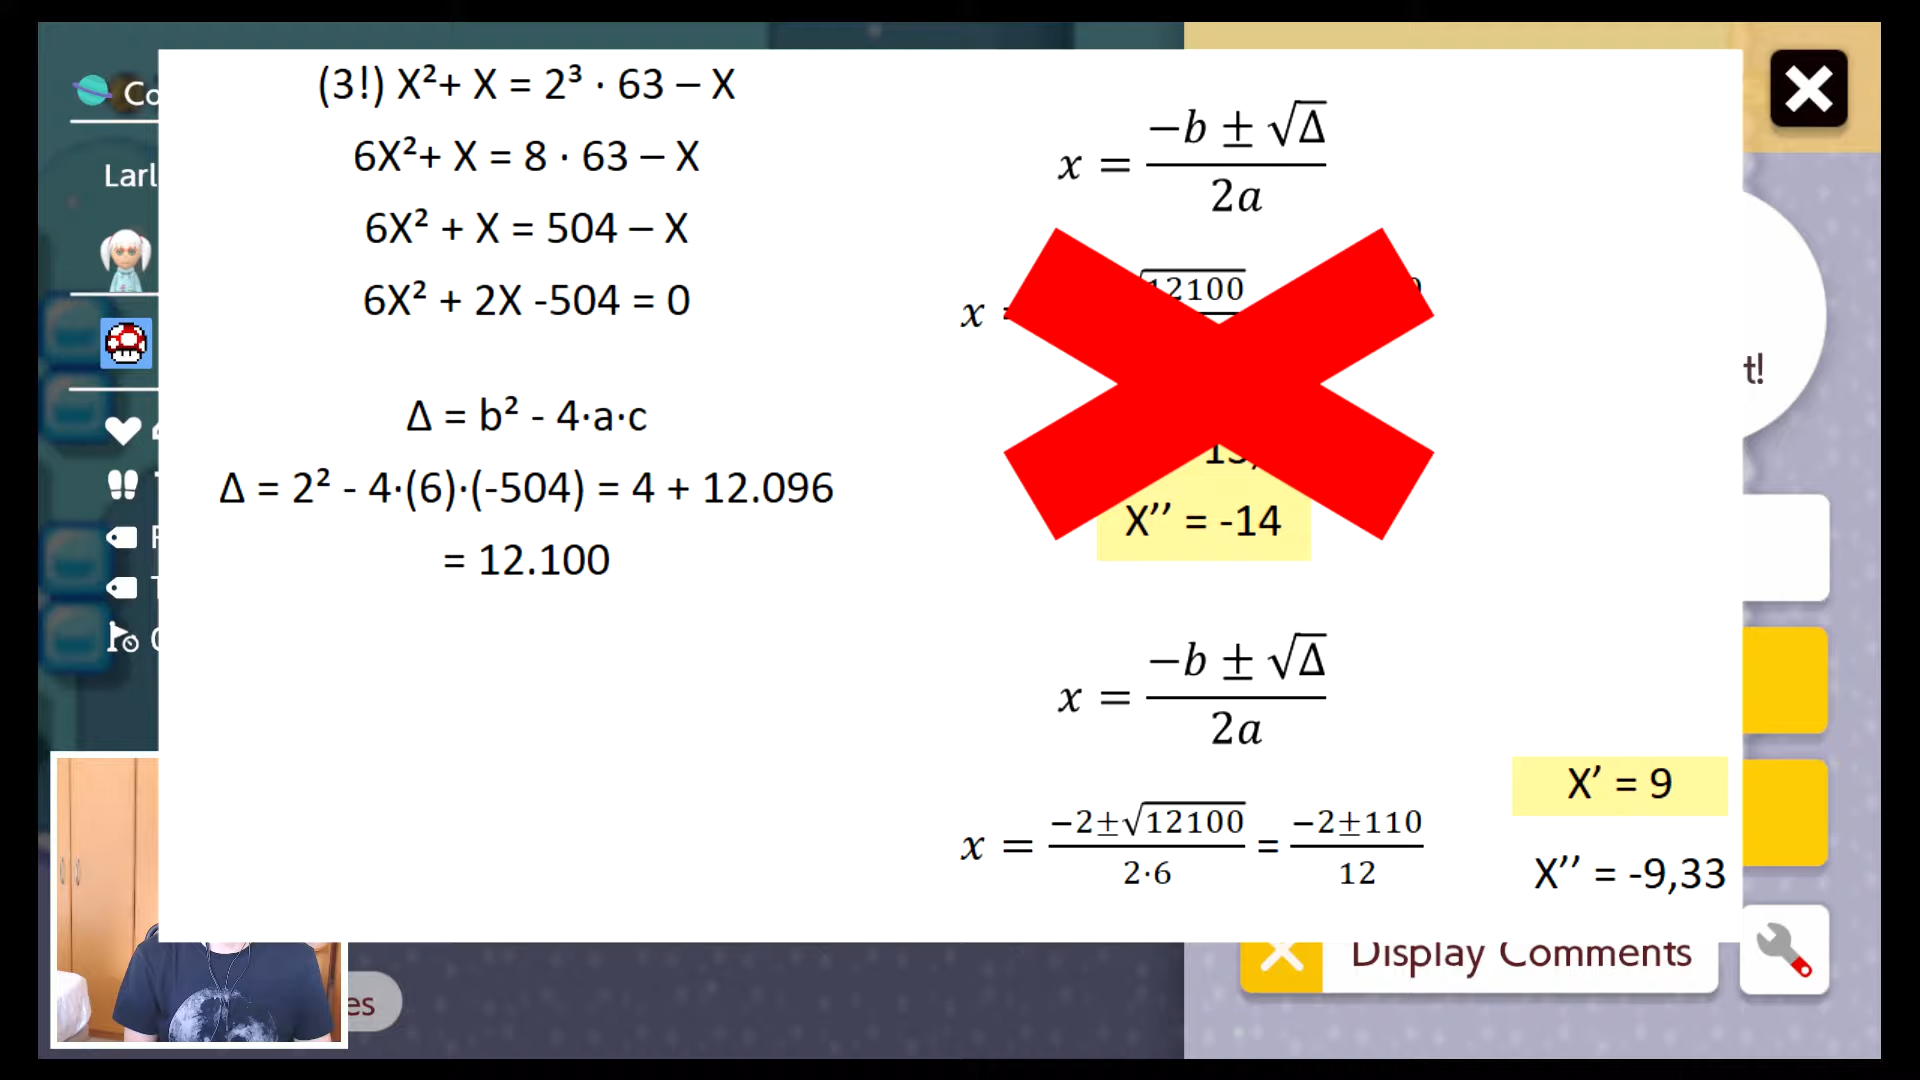 Co
Larl
(3!) X²+ X = 2³ · 63 – X
6X²+ X = 8 · 63 – X
6X² + X = 504 – X
6X² + 2X -504 = 0
Δ = b² - 4·a·c
Δ = 2² - 4·(6)·(-504) = 4 + 12.096
= 12.100
x = (−b ± √Δ) / 2a
x
12100
X’’ = -14
x = (−b ± √Δ) / 2a
x = (−2±√12100) / (2·6) = (−2±110) / 12
X’ = 9
X’’ = -9,33
t!
es
Display Comments